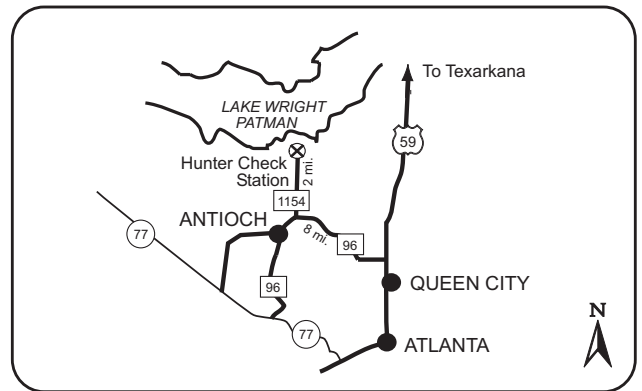 To Texarkana
LAKE WRIGHT
PATMAN
59
Hunter Check
Station
2 mi.
1154
ANTIOCH
77
8 mi.
96
96
QUEEN CITY
N
77
ATLANTA